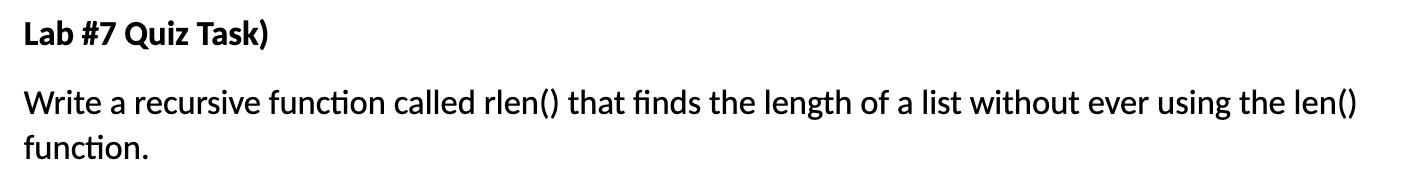 Lab #7 Quiz Task)
Write a recursive function called rlen() that finds the length of a list without ever using the len()
function.